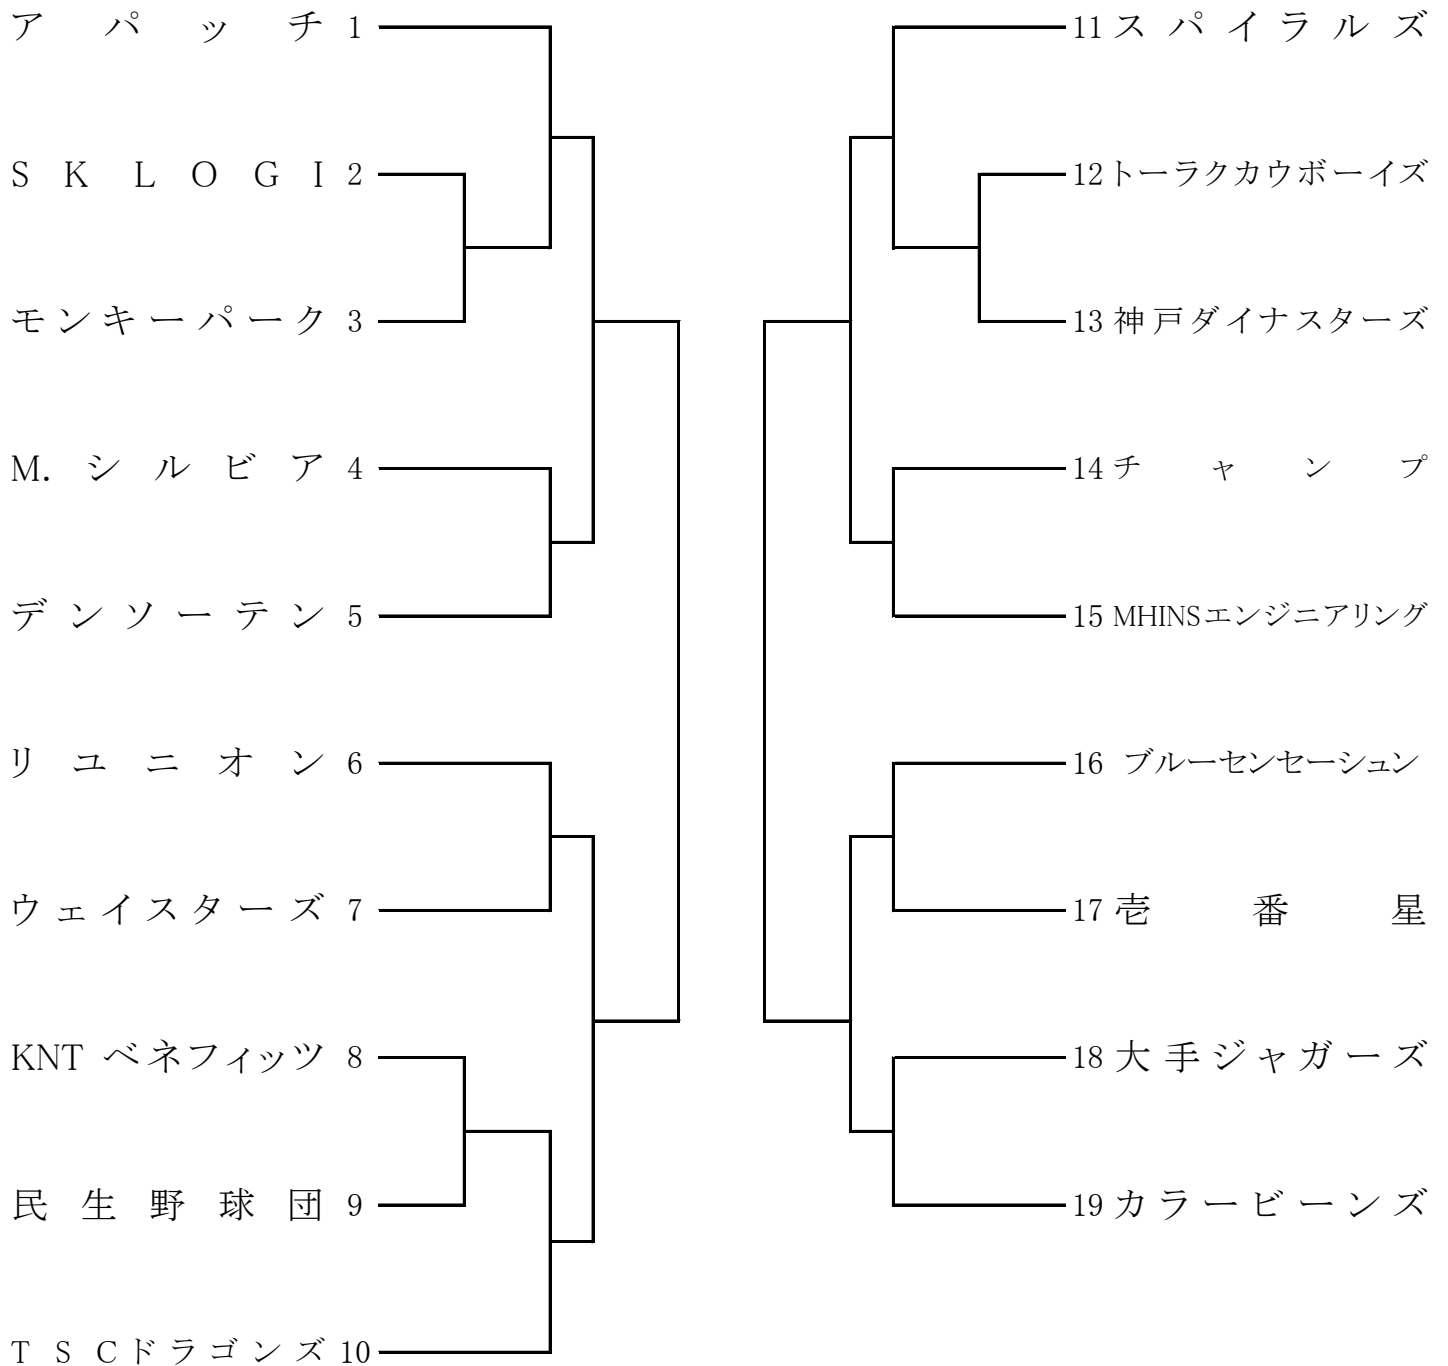 アパッチ 1
SK LOGI 2
モンキーパーク 3
M.シルビア 4
デンソーテン 5
リユニオン 6
ウェイスターズ 7
KNT ベネフィッツ 8
民生野球団 9
TSCドラゴンズ 10
11 スパイラルズ
12 トーラクカウボーイズ
13 神戸ダイナスターズ
14 チャンプ
15 MHINSエンジニアリング
16 ブルーセンセーシュン
17 壱番星
18 大手ジャガーズ
19 カラービーンズ